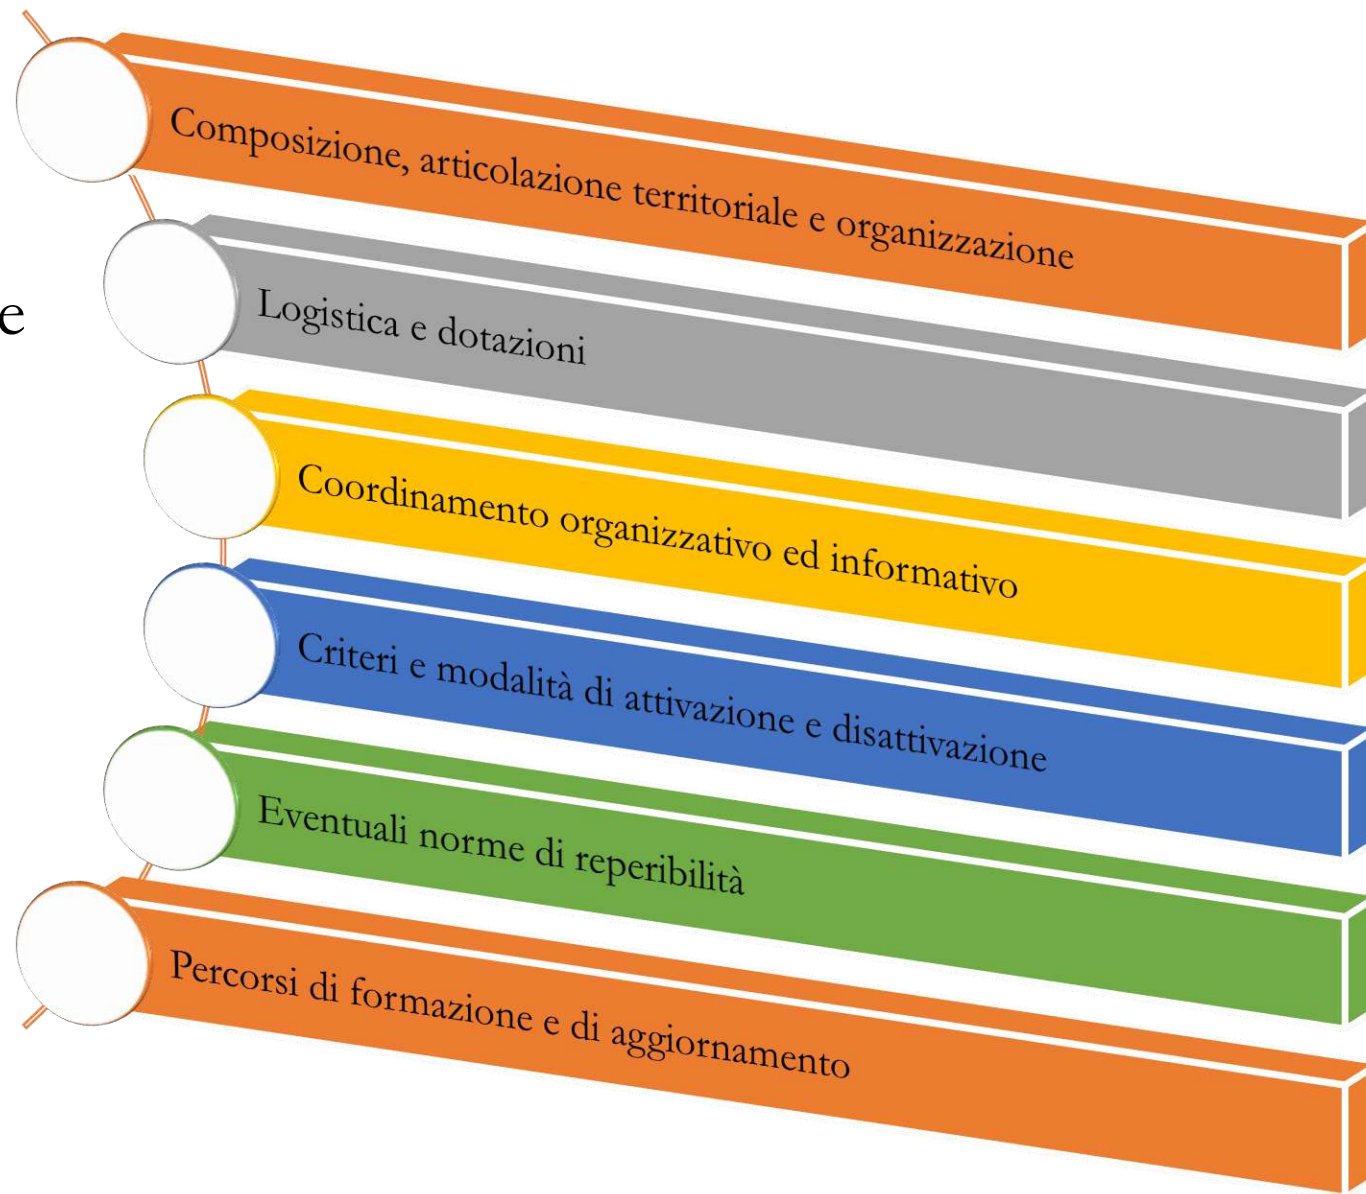 Composizione, articolazione territoriale e organizzazione
Logistica e dotazioni
e
Coordinamento organizzativo ed informativo
Criteri e modalità di attivazione e disattivazione
Eventuali norme di reperibilità
Percorsi di formazione e di aggiornamento